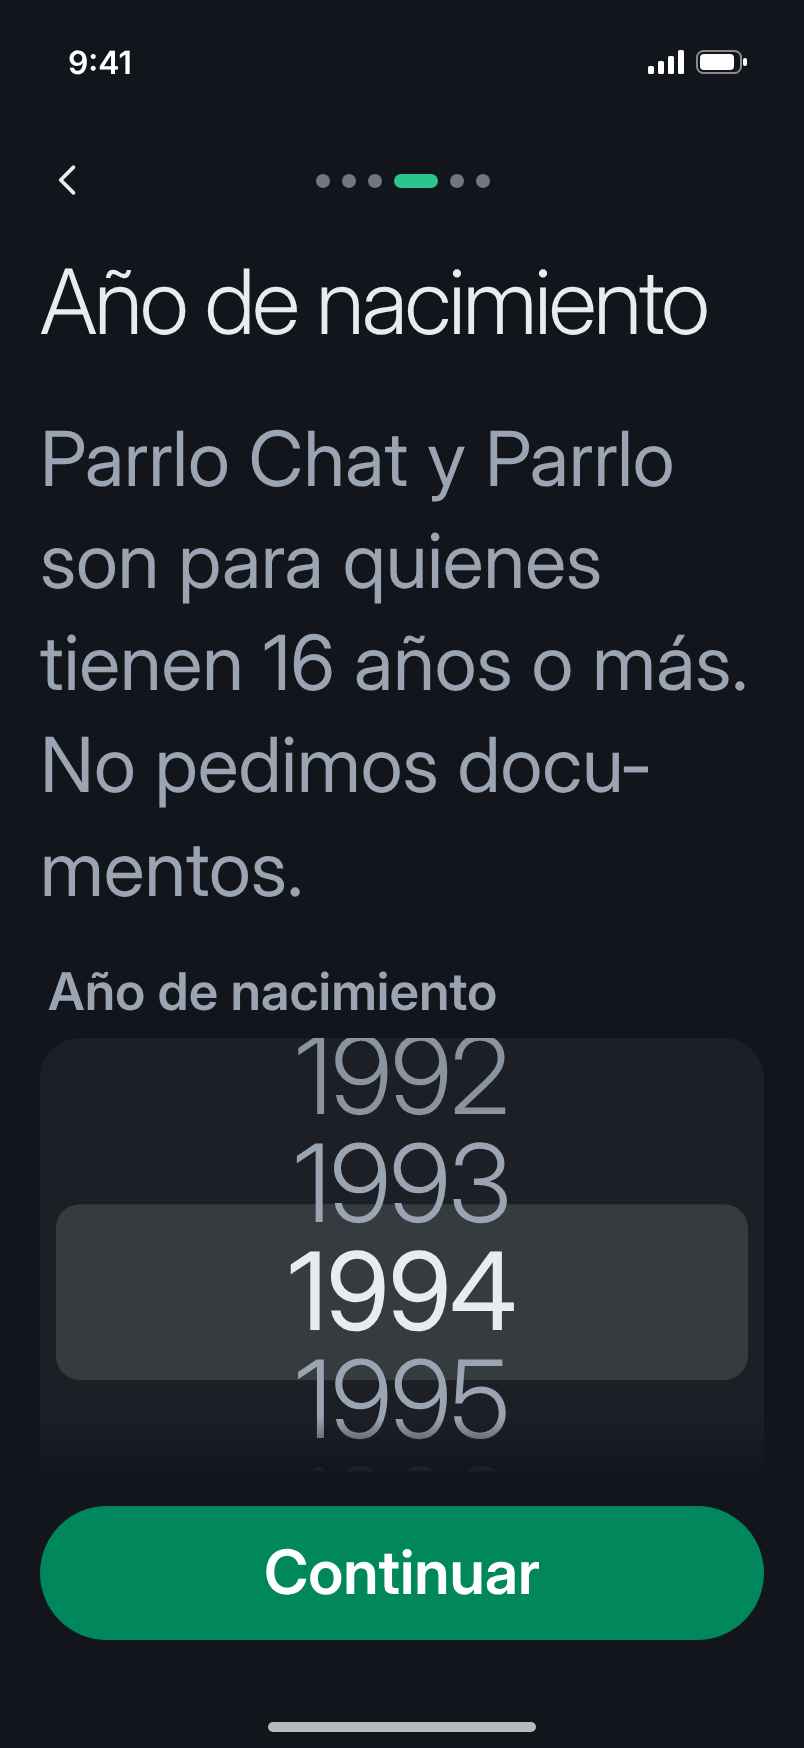 9:41
Año de nacimiento
Parrlo Chat y Parrlo
son para quienes
tienen 16 años o más.
No pedimos docu-
mentos.
Año de nacimiento
1992
1993
1994
1995
Continuar